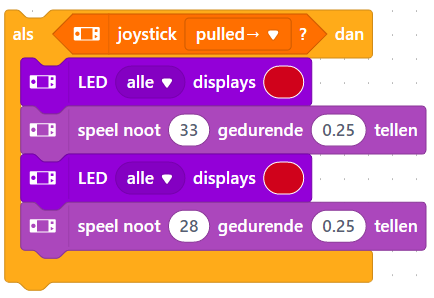 als joystick pulled→ ? dan
LED alle displays
speel noot 33 gedurende 0.25 tellen
LED alle displays
speel noot 28 gedurende 0.25 tellen